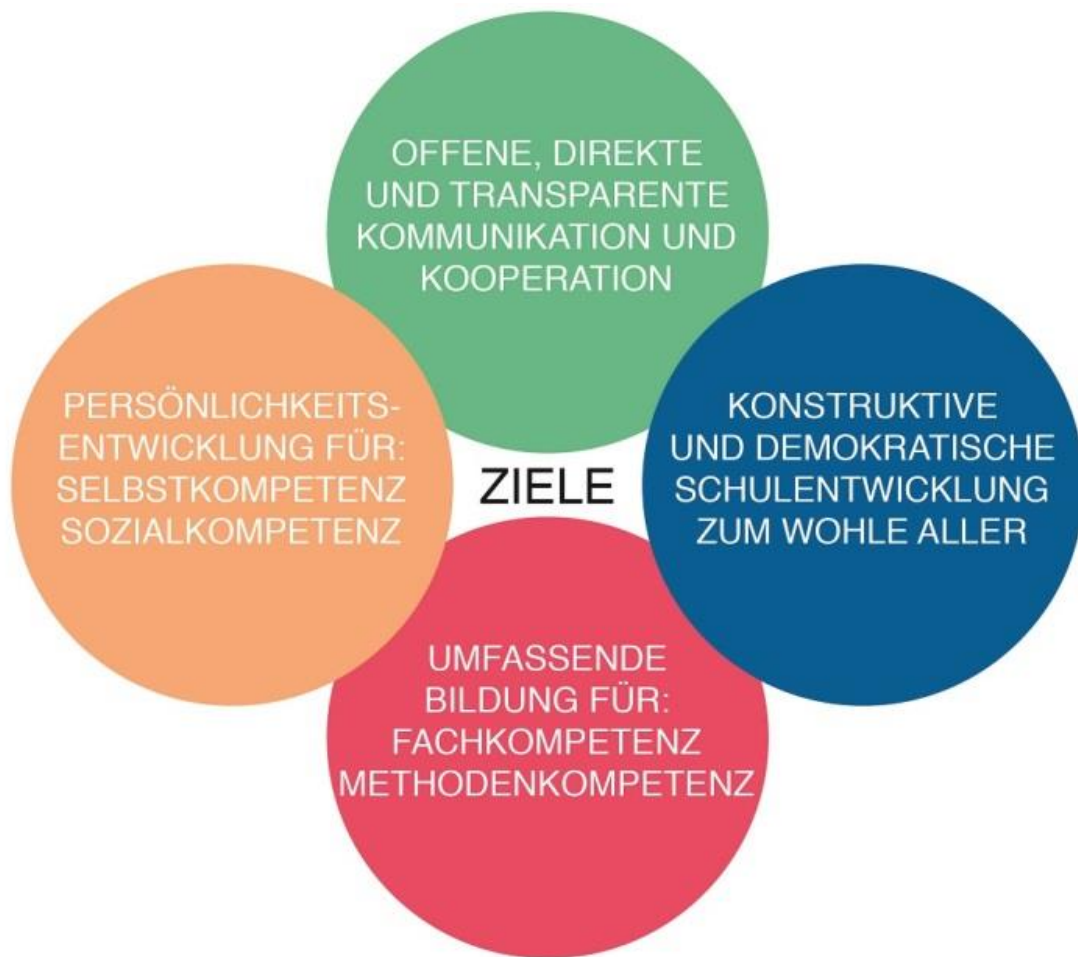 OFFENE, DIREKTE
UND TRANSPARENTE
KOMMUNIKATION UND
KOOPERATION
PERSÖNLICHKEITS-
ENTWICKLUNG FÜR:
SELBSTKOMPETENZ
SOZIALKOMPETENZ
ZIELE
KONSTRUKTIVE
UND DEMOKRATISCHE
SCHULENTWICKLUNG
ZUM WOHLE ALLER
UMFASSENDE
BILDUNG FÜR:
FACHKOMPETENZ
METHODENKOMPETENZ